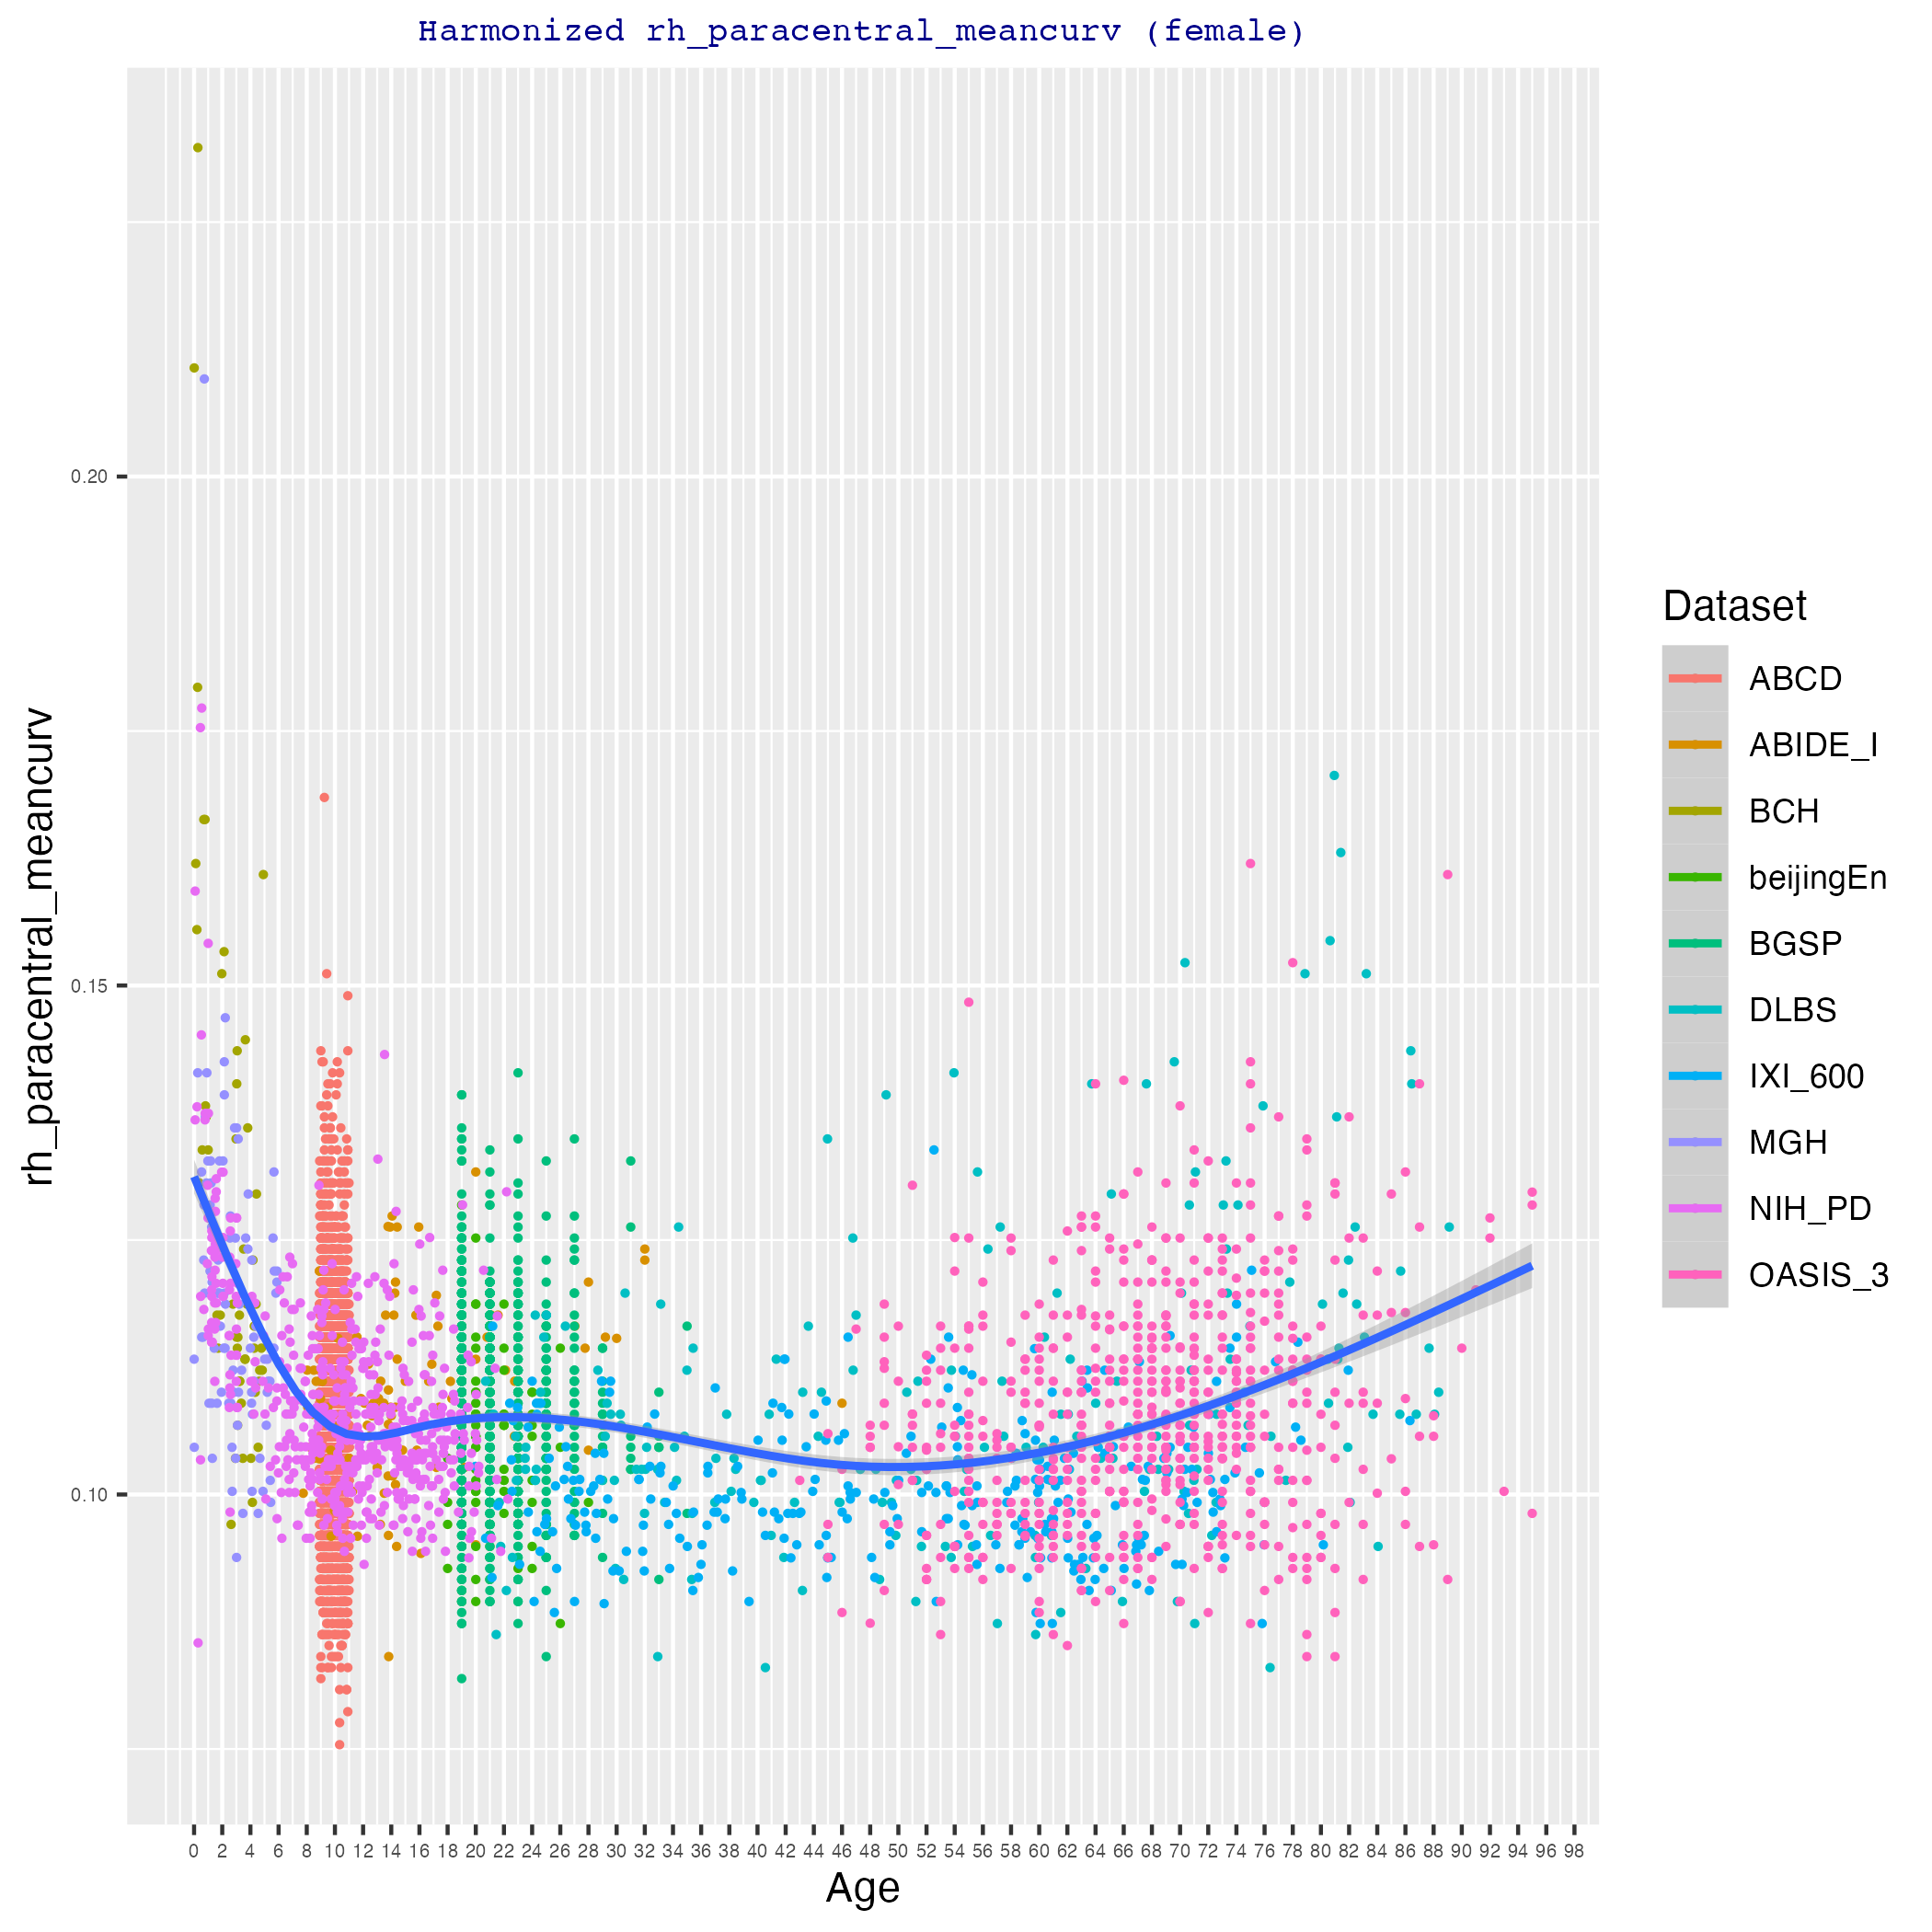 Harmonized rh_paracentral_meancurv (female)
rh_paracentral_meancurv
0.20
0.15
0.10
0 2 4 6 8 10 12 14 16 18 20 22 24 26 28 30 32 34 36 38 40 42 44 46 48 50 52 54 56 58 60 62 64 66 68 70 72 74 76 78 80 82 84 86 88 90 92 94 96 98
Age
Dataset
ABCD
ABIDE_I
BCH
beijingEn
BGSP
DLBS
IXI_600
MGH
NIH_PD
OASIS_3